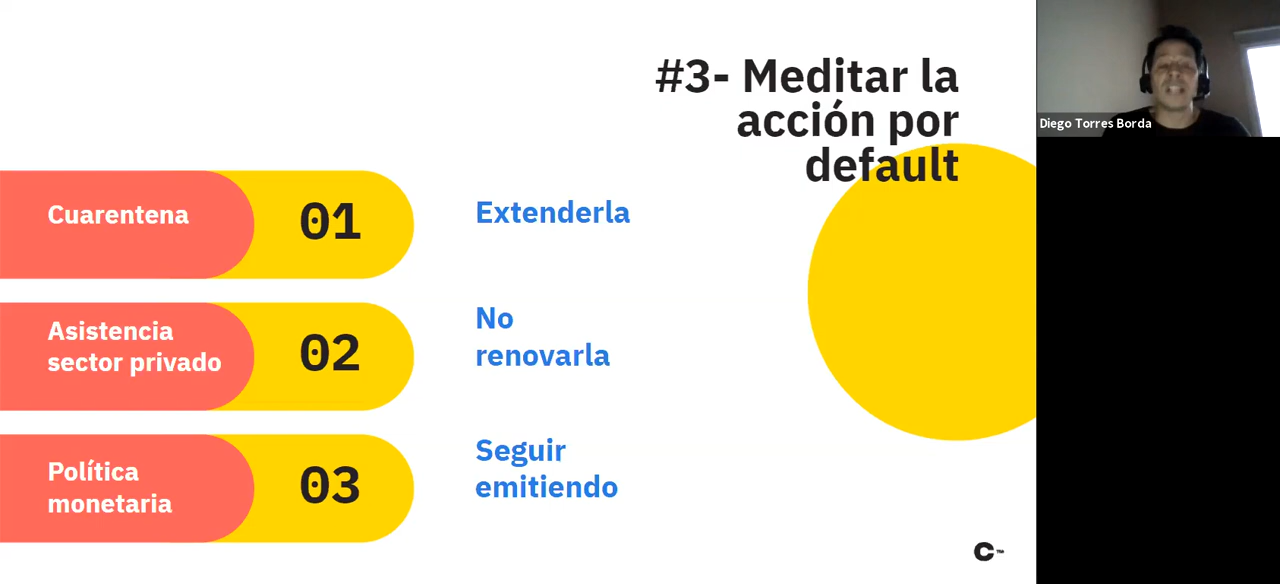 #3- Meditar la
acción por
default
Cuarentena
01
Extenderla
Asistencia
sector privado
02
No
renovarla
Política
monetaria
03
Seguir
emitiendo
C™
Diego Torres Borda